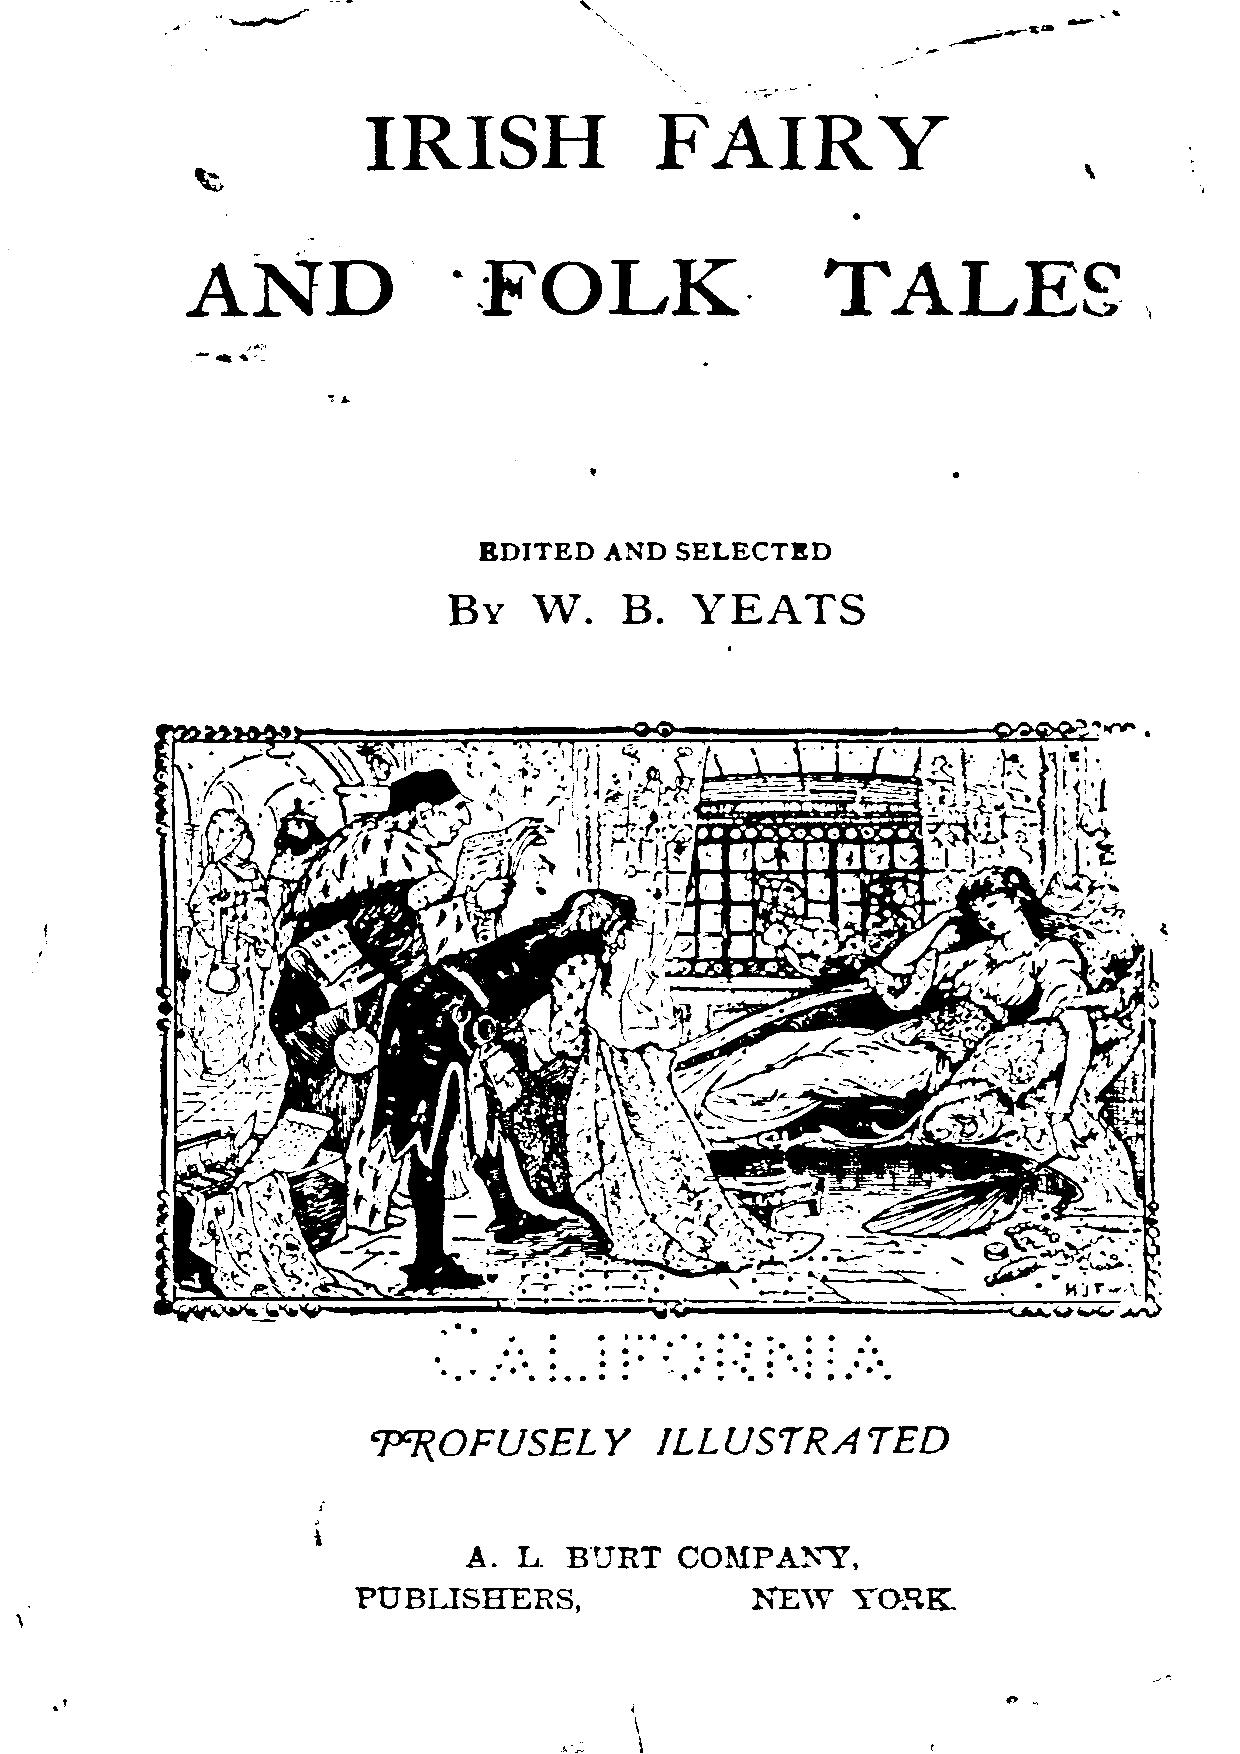 IRISH FAIRY
AND FOLK TALES
EDITED AND SELECTED
By W. B. YEATS
CALIFORNIA
PROFUSELY ILLUSTRATED
A. L. BURT COMPANY,
PUBLISHERS, NEW YORK.